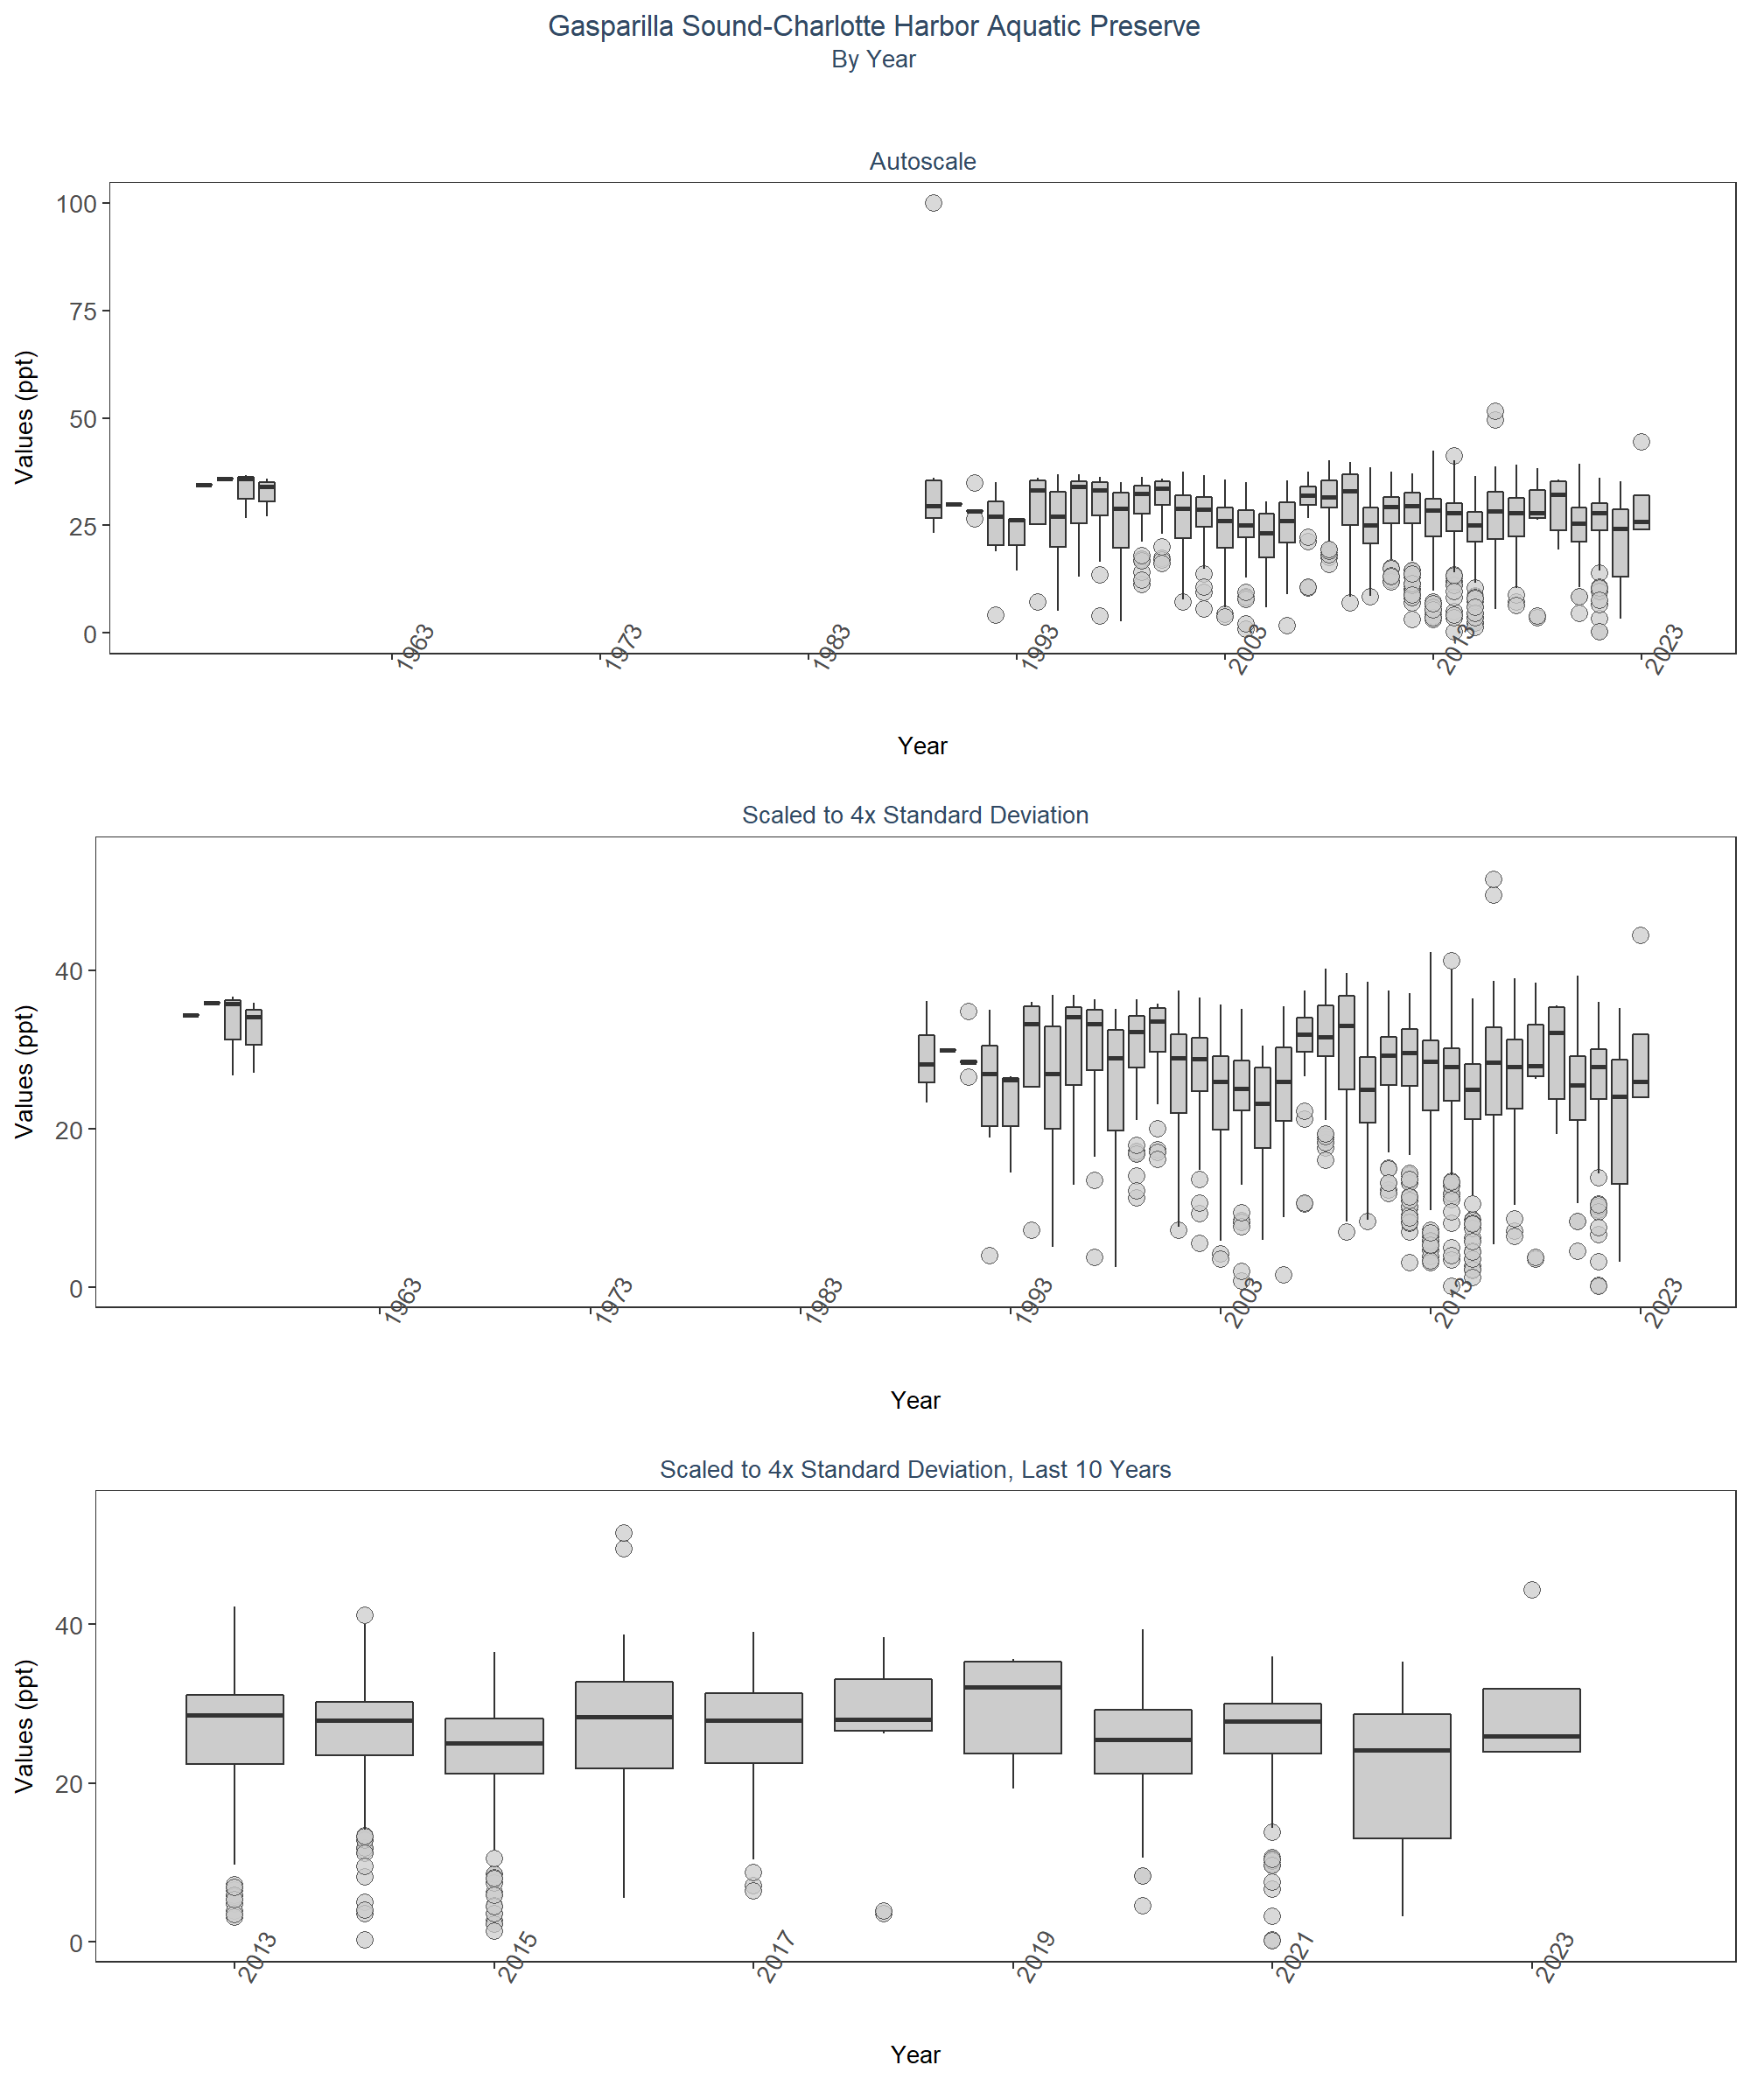 Gasparilla Sound-Charlotte Harbor Aquatic Preserve
By Year
Autoscale
Values (ppt)
100
75
50
25
0
1963
1973
1983
1993
2003
2013
2023
Year
Scaled to 4x Standard Deviation
Values (ppt)
40
20
0
1963
1973
1983
1993
2003
2013
2023
Year
Scaled to 4x Standard Deviation, Last 10 Years
Values (ppt)
40
20
0
2013
2015
2017
2019
2021
2023
Year